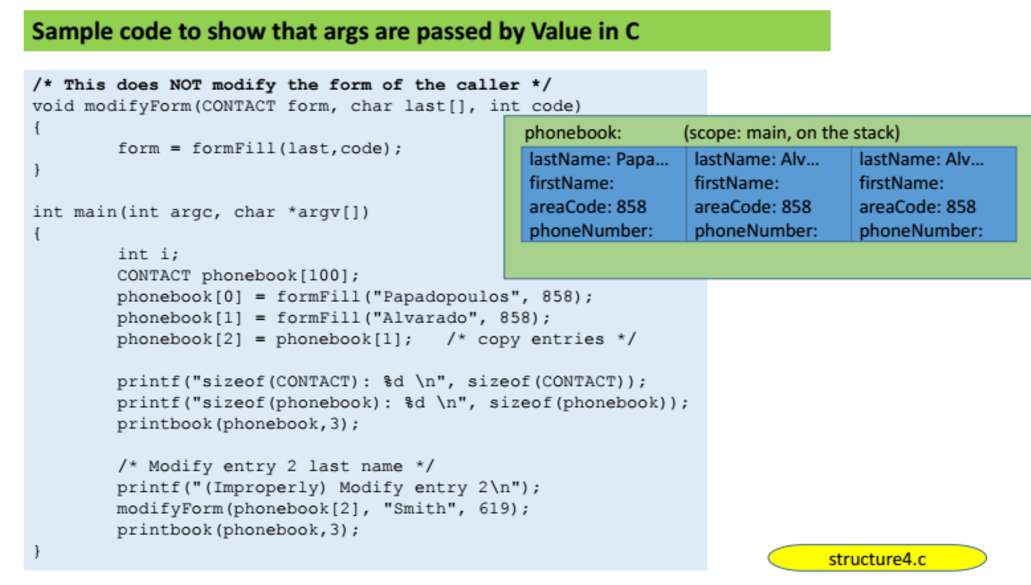 Sample code to show that args are passed by Value in C
/* This does NOT modify the form of the caller */
void modifyForm(CONTACT form, char last[], int code)
{
        form = formFill(last,code);
}

int main(int argc, char *argv[])
{
        int i;
        CONTACT phonebook[100];
        phonebook[0] = formFill("Papadopoulos", 858);
        phonebook[1] = formFill("Alvarado", 858);
        phonebook[2] = phonebook[1];   /* copy entries */

        printf("sizeof(CONTACT): %d \n", sizeof(CONTACT));
        printf("sizeof(phonebook): %d \n", sizeof(phonebook));
        printbook(phonebook,3);

        /* Modify entry 2 last name */
        printf("(Improperly) Modify entry 2\n");
        modifyForm(phonebook[2], "Smith", 619);
        printbook(phonebook,3);
}
phonebook: (scope: main, on the stack)
lastName: Papa...
firstName:
areaCode: 858
phoneNumber:
lastName: Alv...
firstName:
areaCode: 858
phoneNumber:
lastName: Alv...
firstName:
areaCode: 858
phoneNumber:
structure4.c